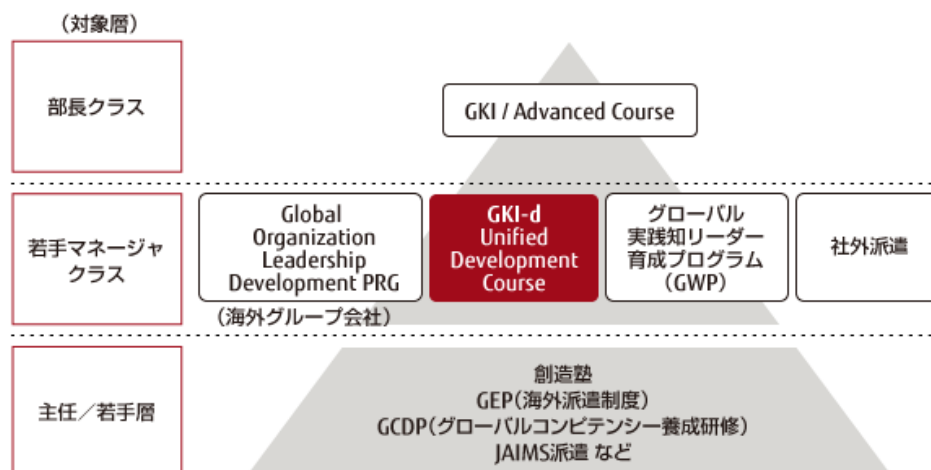 （対象層）
部長クラス
GKI / Advanced Course
若手マネージャ
クラス
Global
Organization
Leadership
Development PRG
（海外グループ会社）
GKI-d
Unified
Development
Course
グローバル
実践知リーダー
育成プログラム
（GWP）
社外派遣
主任／若手層
創造塾
GEP（海外派遣制度）
GCDP（グローバルコンピテンシー養成研修）
JAIMS派遣 など